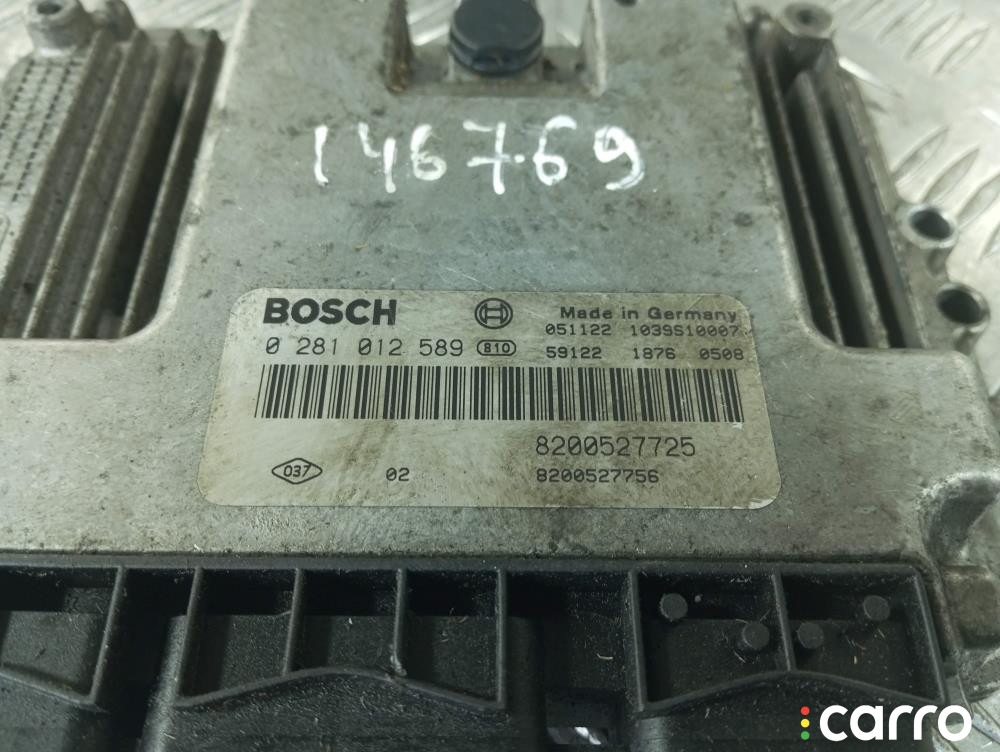 146769
BOSCH Made in Germany
051122 1039S10007
0 281 012 589 810 59122 1876 0508
8200527725
037 02 8200527756
carro